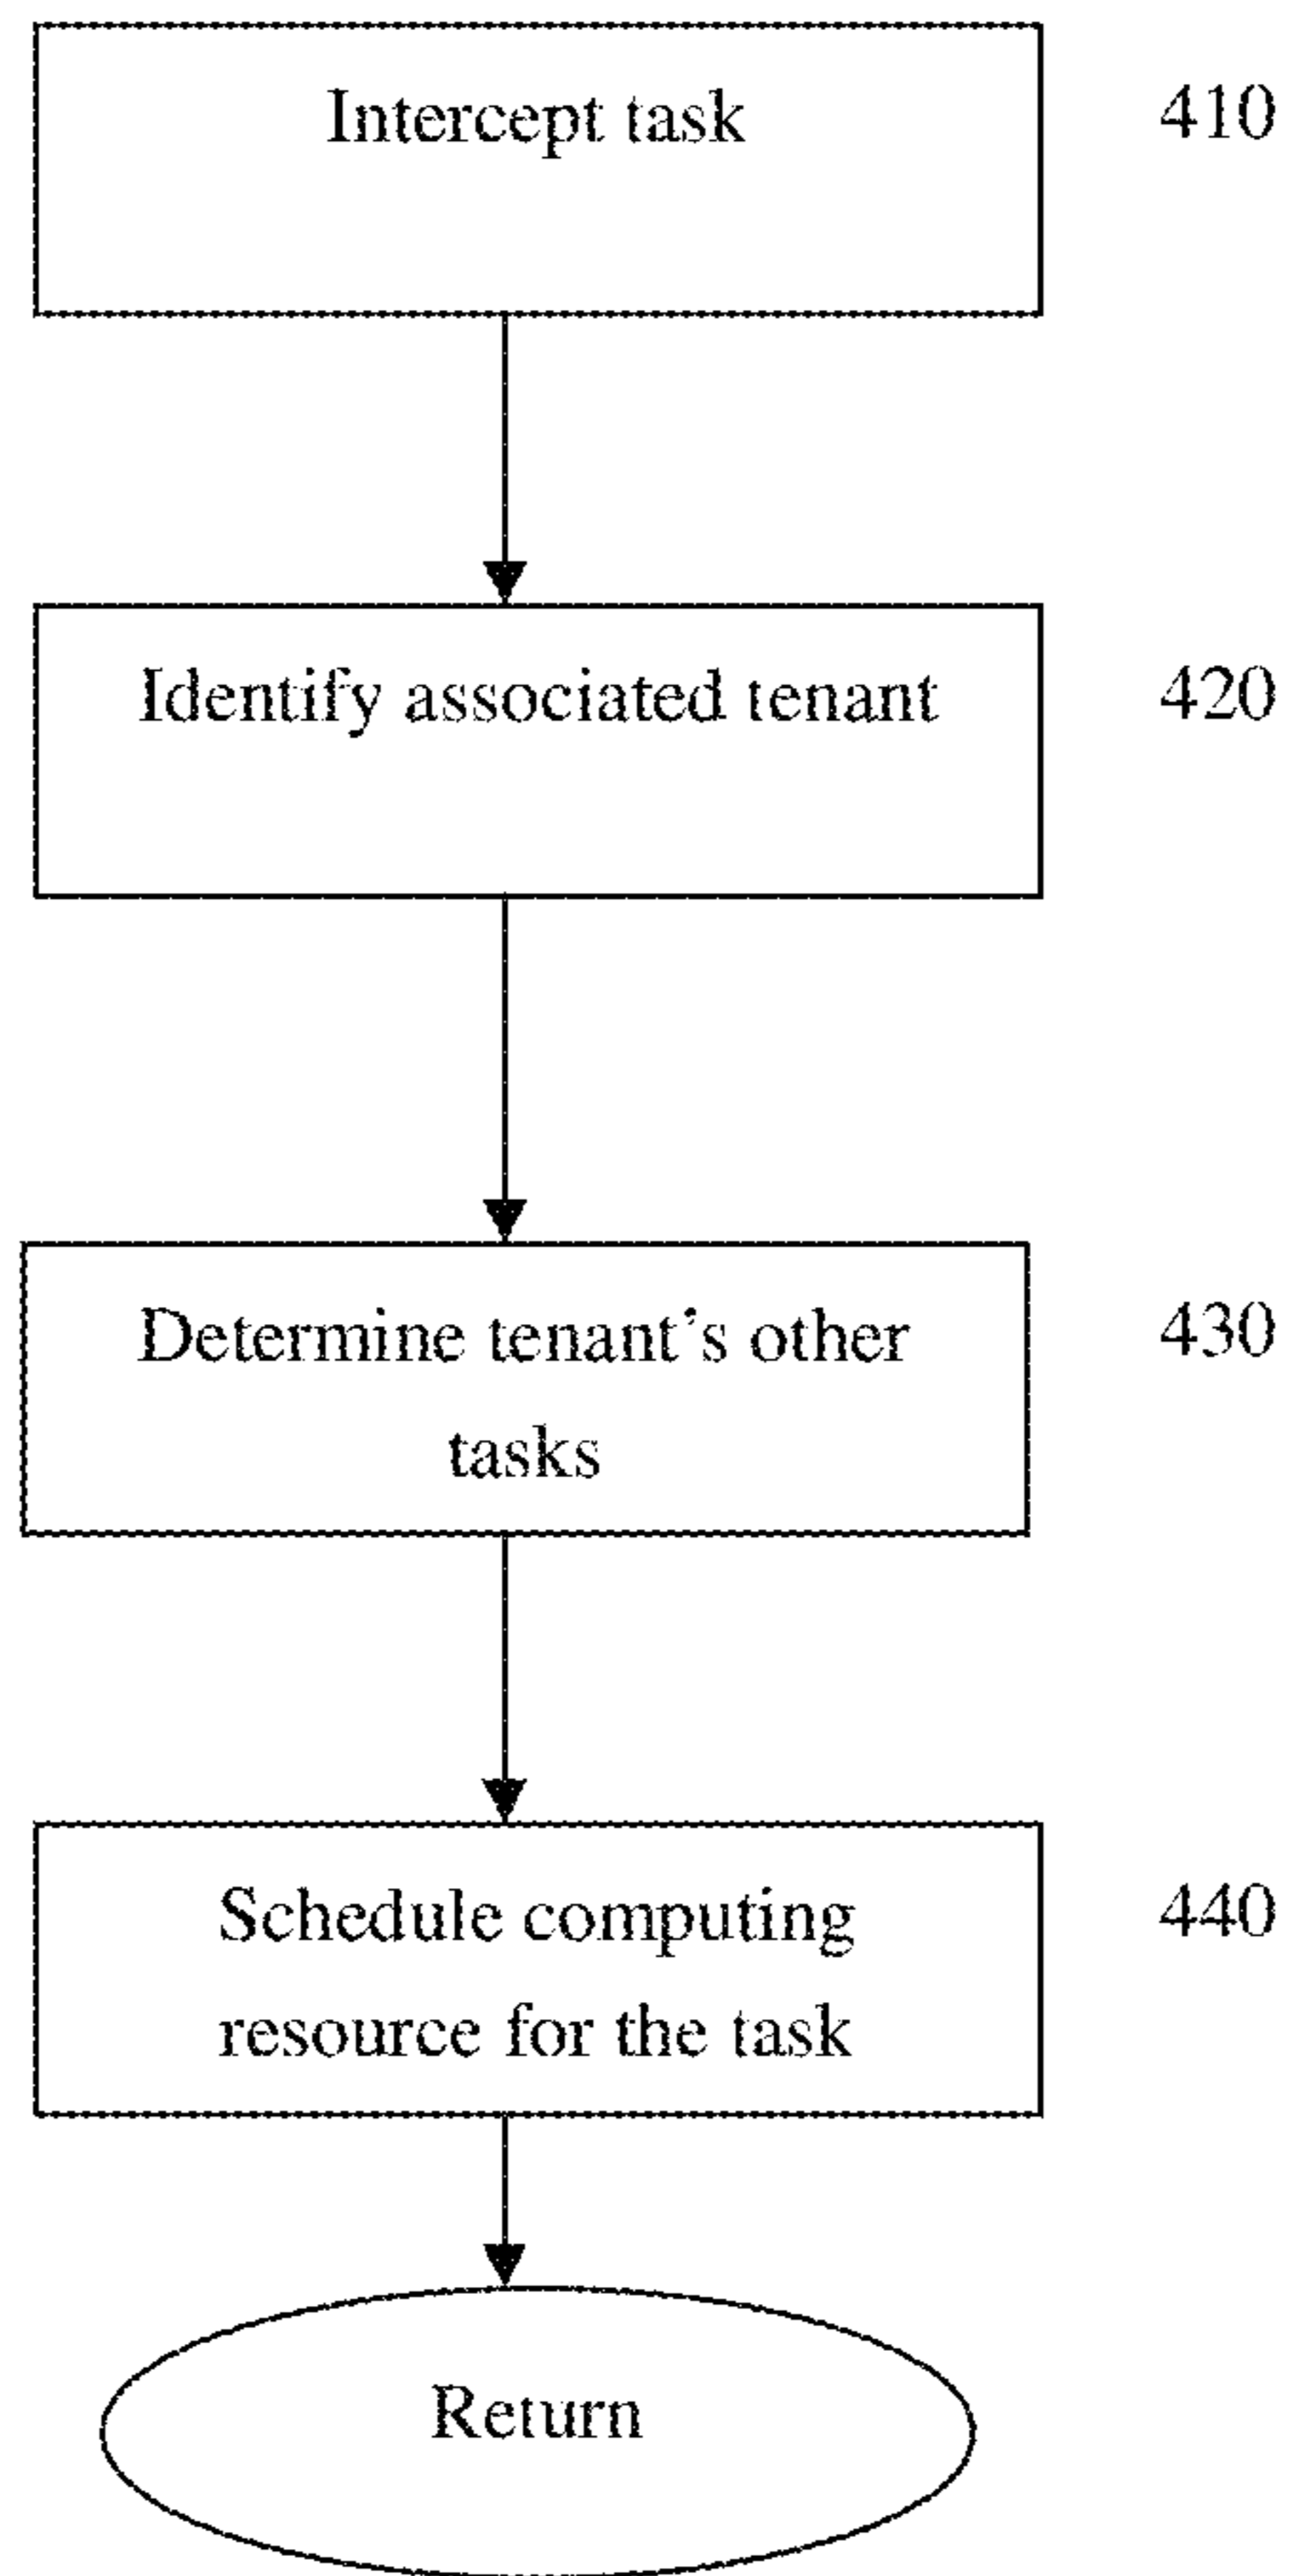 Intercept task
410
Identify associated tenant
420
Determine tenant's other
tasks
430
Schedule computing
resource for the task
440
Return